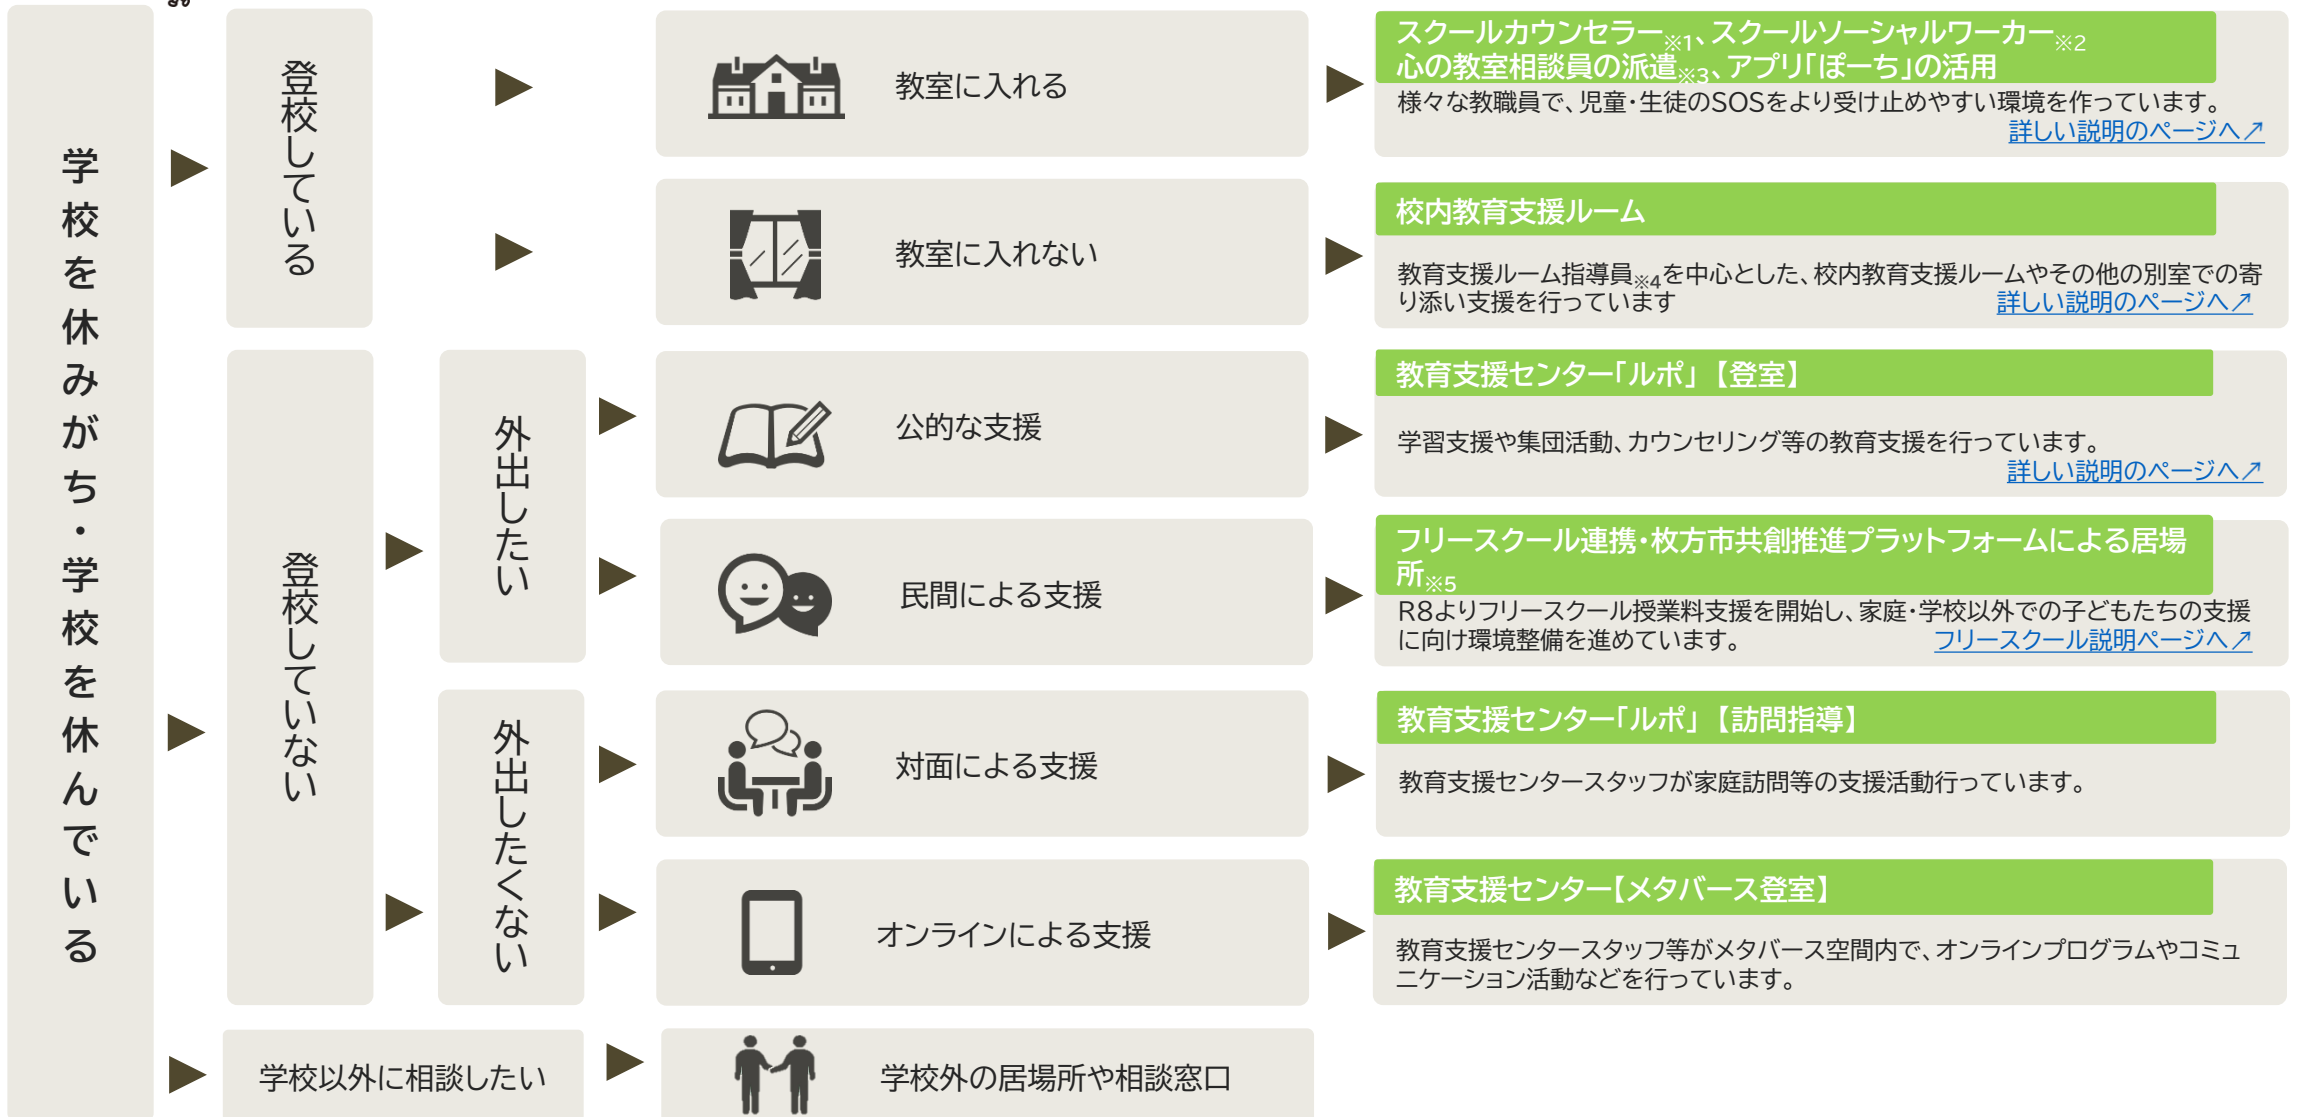 学校を休みがち・学校を休んでいる
登校している
教室に入れる
スクールカウンセラー※1、スクールソーシャルワーカー※2
心の教室相談員の派遣※3、アプリ「ぽーち」の活用
様々な教職員で、児童・生徒のSOSをより受け止めやすい環境を作っています。
詳しい説明のページへ↗
教室に入れない
校内教育支援ルーム
教育支援ルーム指導員※4を中心とした、校内教育支援ルームやその他の別室での寄
り添い支援を行っています
詳しい説明のページへ↗
登校していない
外出したい
公的な支援
教育支援センター「ルポ」【登室】
学習支援や集団活動、カウンセリング等の教育支援を行っています。
詳しい説明のページへ↗
民間による支援
フリースクール連携・枚方市共創推進プラットフォームによる居場
所※5
R8よりフリースクール授業料支援を開始し、家庭・学校以外での子どもたちの支援
に向け環境整備を進めています。
フリースクール説明ページへ↗
外出したくない
対面による支援
教育支援センター「ルポ」【訪問指導】
教育支援センタースタッフが家庭訪問等の支援活動行っています。
オンラインによる支援
教育支援センター【メタバース登室】
教育支援センタースタッフ等がメタバース空間内で、オンラインプログラムやコミュ
ニケーション活動などを行っています。
学校以外に相談したい
学校外の居場所や相談窓口